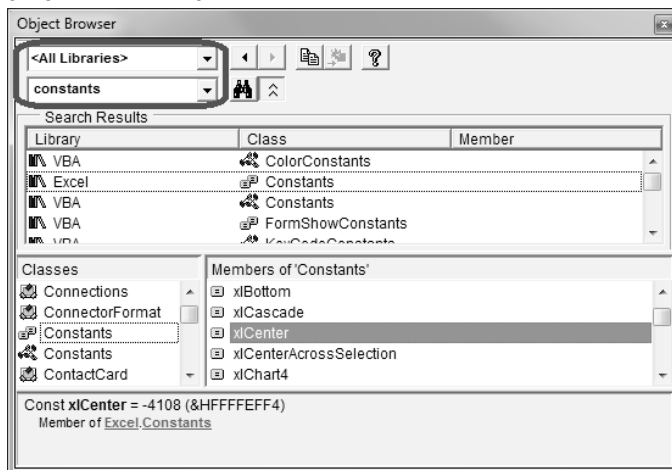 Object Browser
<All Libraries>
constants
Search Results
Library Class Member
VBA ColorConstants
Excel Constants
VBA Constants
VBA FormShowConstants
VBA KeyCodeConstants
Classes
Members of 'Constants'
Connections
ConnectorFormat
Constants
Constants
ContactCard
xlBottom
xlCascade
xlCenter
xlCenterAcrossSelection
xlChart4
Const xlCenter = -4108 (&HFFFFEFF4)
Member of Excel.Constants